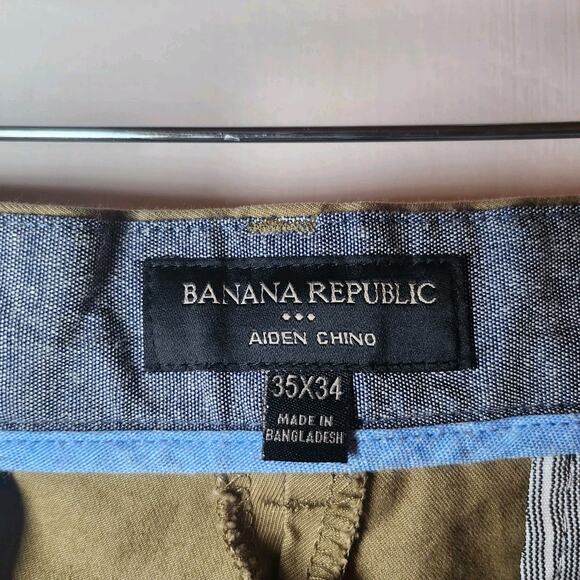 BANANA REPUBLIC
AIDEN CHINO
35X34
MADE IN
BANGLADESH